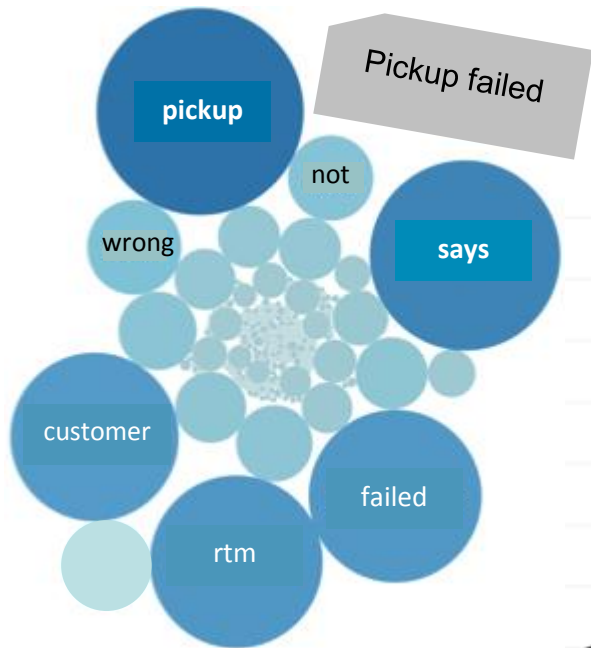 Pickup failed
pickup
not
wrong
says
customer
failed
rtm